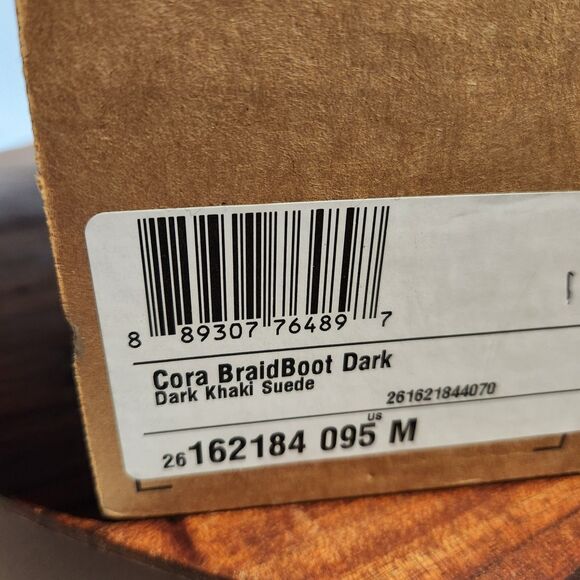 8 89307 76489 7
Cora BraidBoot Dark
Dark Khaki Suede
261621844070
US
26162184 095 M